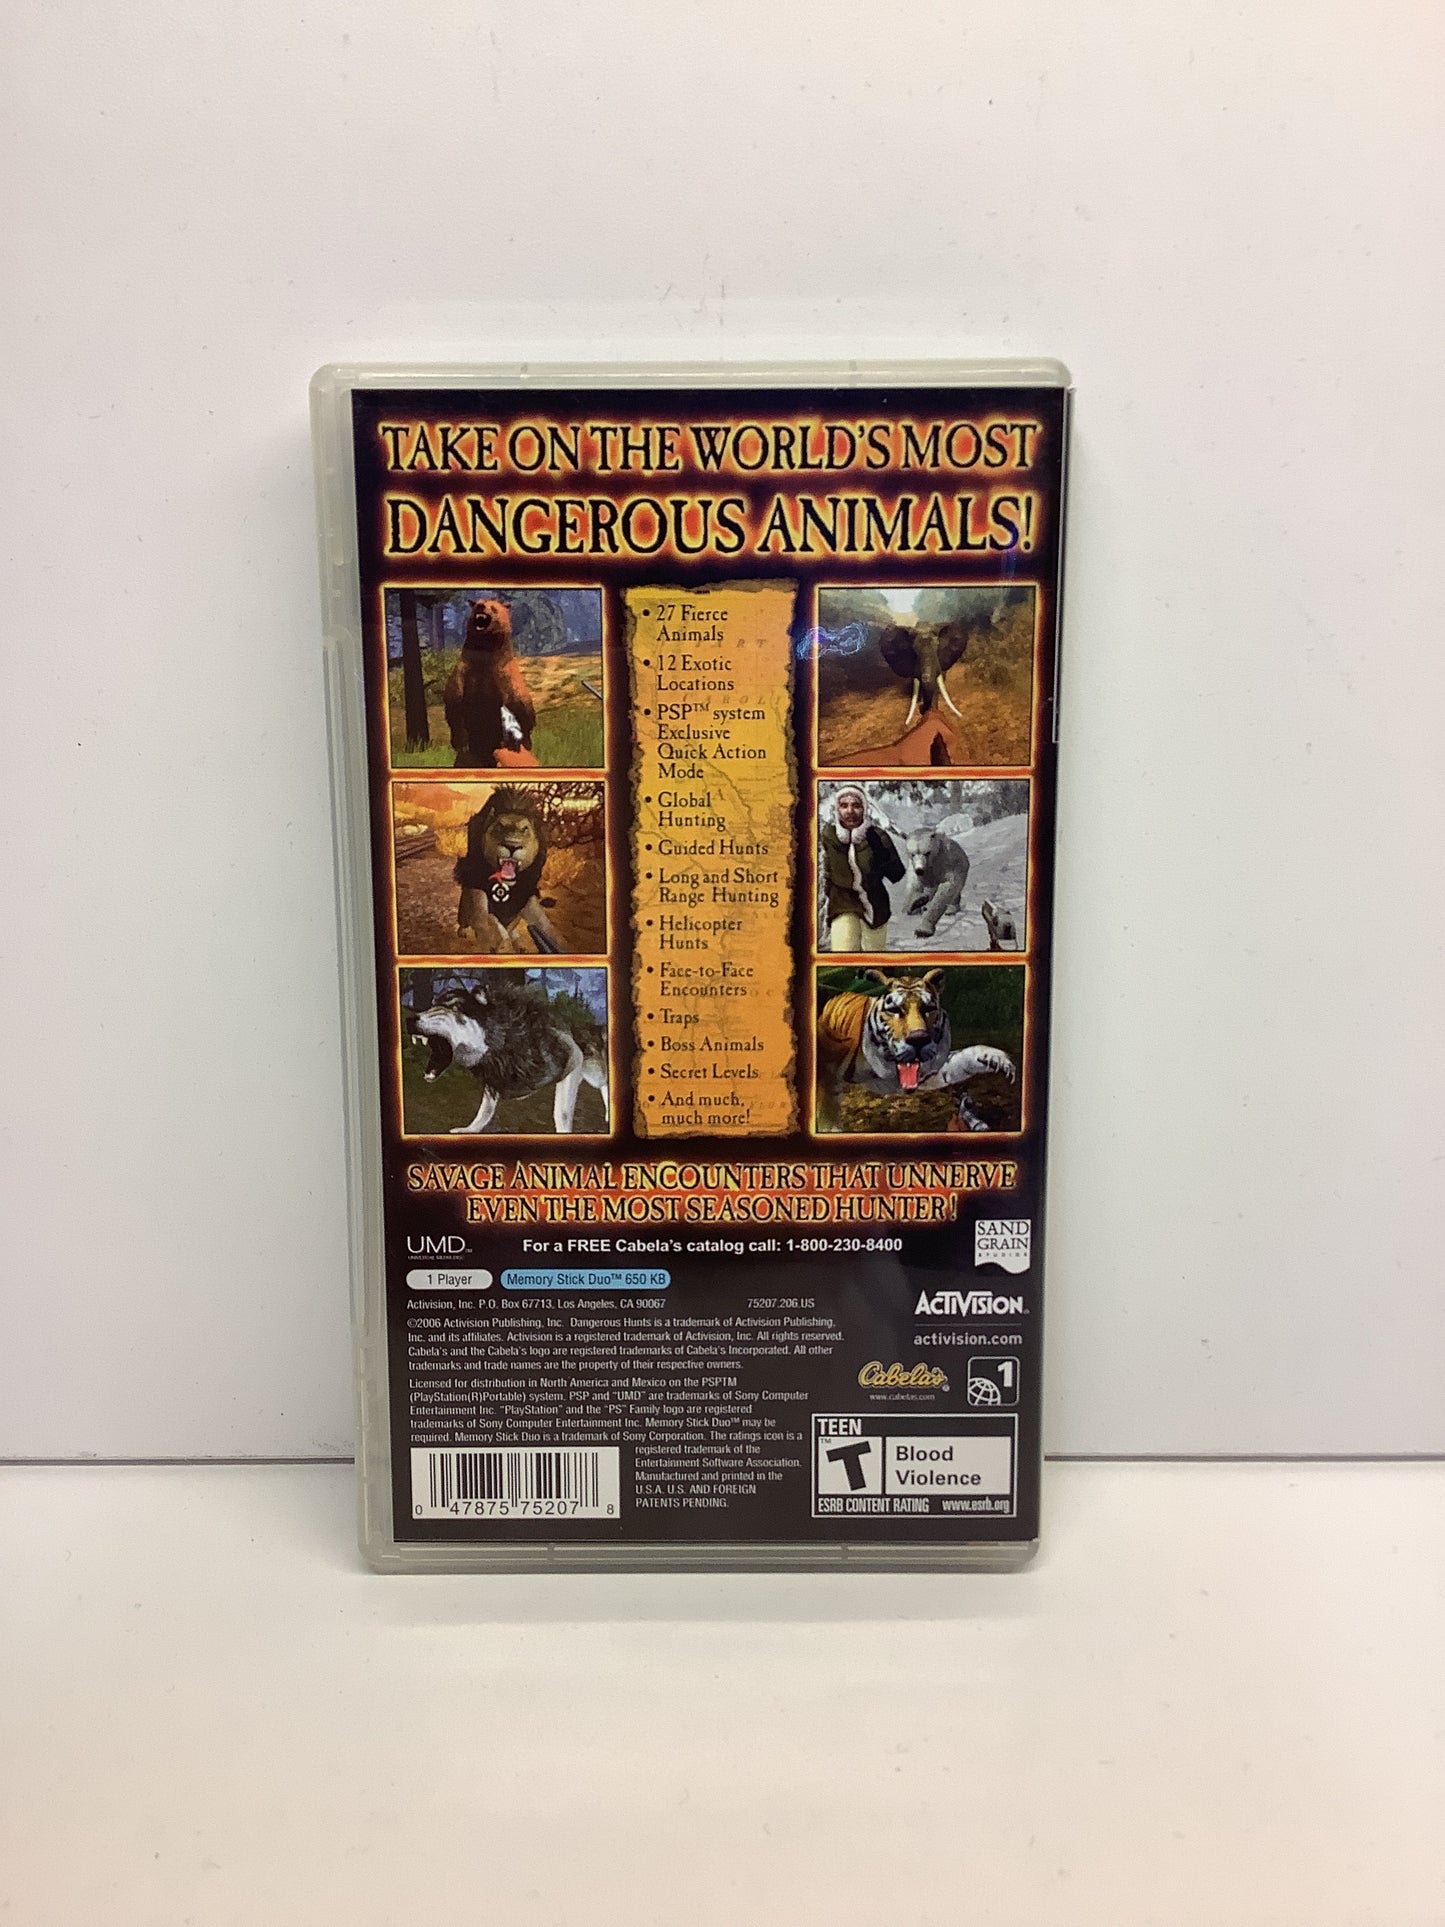 TAKE ON THE WORLD'S MOST
DANGEROUS ANIMALS!
• 27 Fierce
Animals
• 12 Exotic
Locations
• PSP™ system
Exclusive
Quick Action
Mode
• Global
Hunting
• Guided Hunts
• Long and Short
Range Hunting
• Helicopter
Hunts
• Face-to-Face
Encounters
• Traps
• Boss Animals
• Secret Levels
• And much,
much more!
SAVAGE ANIMAL ENCOUNTERS THAT UNNERVE
EVEN THE MOST SEASONED HUNTER!
UMD™
UNIVERSAL MEDIA DISC
For a FREE Cabela's catalog call: 1-800-230-8400
SAND
GRAIN
STUDIOS
1 Player
Memory Stick Duo™ 650 KB
Activision, Inc. P.O. Box 67713, Los Angeles, CA 90067
75207.206.US
©2006 Activision Publishing, Inc. Dangerous Hunts is a trademark of Activision Publishing,
Inc. and its affiliates. Activision is a registered trademark of Activision, Inc. All rights reserved.
Cabela's and the Cabela's logo are registered trademarks of Cabela's Incorporated. All other
trademarks and trade names are the property of their respective owners.
Licensed for distribution in North America and Mexico on the PSPTM
(PlayStation(R)Portable) system. PSP and "UMD" are trademarks of Sony Computer
Entertainment Inc. "PlayStation" and the "PS" Family logo are registered
trademarks of Sony Computer Entertainment Inc. Memory Stick Duo™ may be
required. Memory Stick Duo is a trademark of Sony Corporation. The ratings icon is a
registered trademark of the
Entertainment Software Association.
Manufactured and printed in the
U.S.A. U.S. AND FOREIGN
PATENTS PENDING.
ACTIVISION®
activision.com
Cabela's®
www.cabelas.com
1
0 47875 75207 8
TEEN
T™
Blood
Violence
ESRB CONTENT RATING www.esrb.org